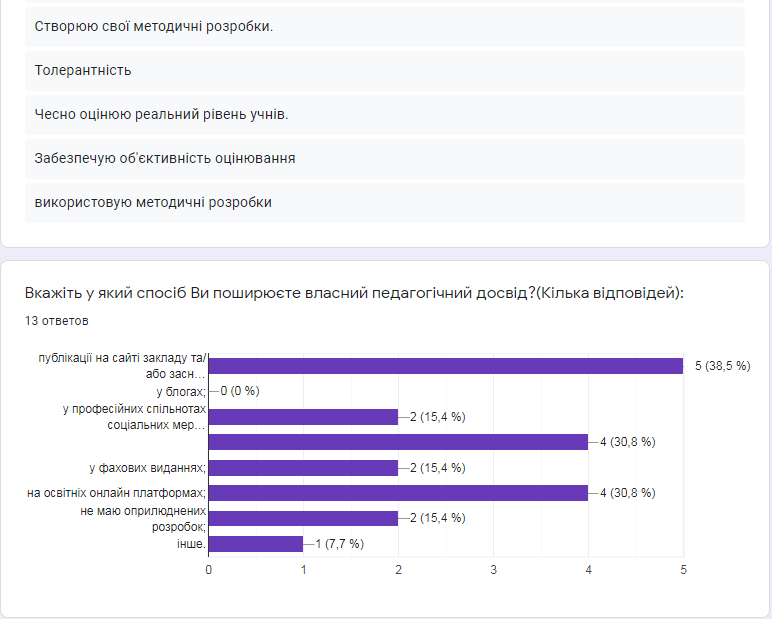 Створюю свої методичні розробки.
Толерантність
Чесно оцінюю реальний рівень учнів.
Забезпечую об'єктивність оцінювання
використовую методичні розробки
Вкажіть у який спосіб Ви поширюєте власний педагогічний досвід?(Кілька відповідей):
13 ответов
публікації на сайті закладу та/
або засн...
5 (38,5 %)
у блогах;
0 (0 %)
у професійних спільнотах
соціальних мер...
2 (15,4 %)
4 (30,8 %)
у фахових виданнях;
2 (15,4 %)
на освітніх онлайн платформах;
4 (30,8 %)
не маю оприлюднених
розробок;
2 (15,4 %)
інше.
1 (7,7 %)
0 1 2 3 4 5